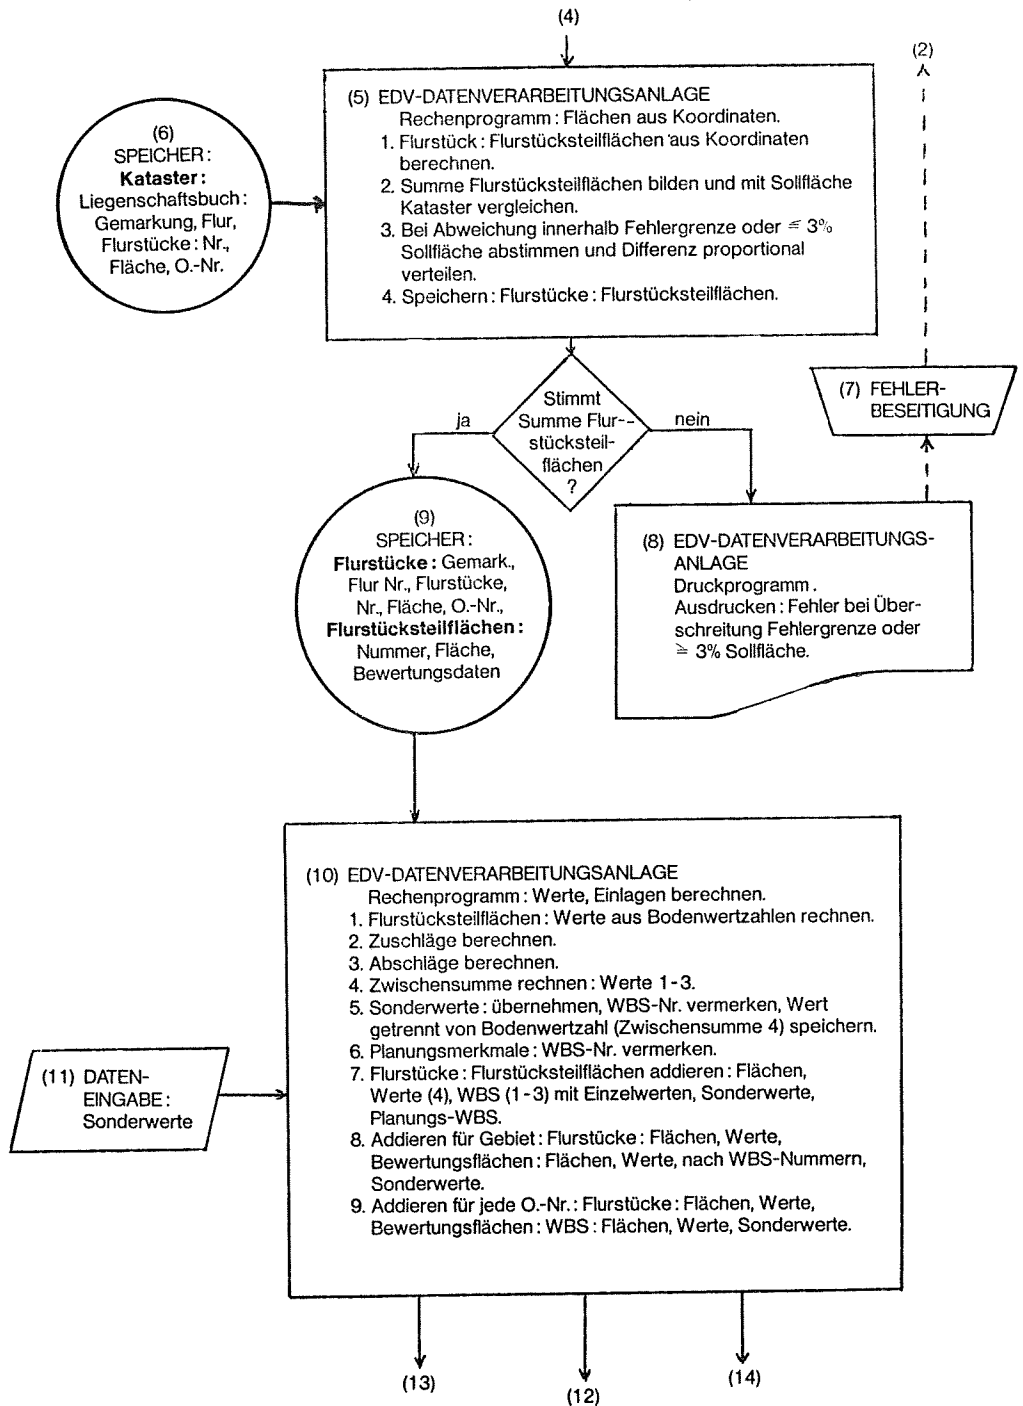 (4)
(2)
(5) EDV-DATENVERARBEITUNGSANLAGE
Rechenprogramm: Flächen aus Koordinaten.
1. Flurstück: Flurstücksteilflächen aus Koordinaten
berechnen.
2. Summe Flurstücksteilflächen bilden und mit Sollfläche
Kataster vergleichen.
3. Bei Abweichung innerhalb Fehlergrenze oder ≦ 3%
Sollfläche abstimmen und Differenz proportional
verteilen.
4. Speichern: Flurstücke: Flurstücksteilflächen.
(6)
SPEICHER:
Kataster:
Liegenschaftsbuch:
Gemarkung, Flur,
Flurstücke: Nr.,
Fläche, O.-Nr.
(7) FEHLER-
BESEITIGUNG
Stimmt
Summe Flur-
stücksteil-
flächen
?
ja
nein
(8) EDV-DATENVERARBEITUNGS-
ANLAGE
Druckprogramm.
Ausdrucken: Fehler bei Über-
schreitung Fehlergrenze oder
≧ 3% Sollfläche.
(9)
SPEICHER:
Flurstücke: Gemark.,
Flur Nr., Flurstücke,
Nr., Fläche, O.-Nr.,
Flurstücksteilflächen:
Nummer, Fläche,
Bewertungsdaten
(10) EDV-DATENVERARBEITUNGSANLAGE
Rechenprogramm: Werte, Einlagen berechnen.
1. Flurstücksteilflächen: Werte aus Bodenwertzahlen rechnen.
2. Zuschläge berechnen.
3. Abschläge berechnen.
4. Zwischensumme rechnen: Werte 1-3.
5. Sonderwerte: übernehmen, WBS-Nr. vermerken, Wert
getrennt von Bodenwertzahl (Zwischensumme 4) speichern.
6. Planungsmerkmale: WBS-Nr. vermerken.
7. Flurstücke: Flurstücksteilflächen addieren: Flächen,
Werte (4), WBS (1-3) mit Einzelwerten, Sonderwerte,
Planungs-WBS.
8. Addieren für Gebiet: Flurstücke: Flächen, Werte,
Bewertungsflächen: Flächen, Werte, nach WBS-Nummern,
Sonderwerte.
9. Addieren für jede O.-Nr.: Flurstücke: Flächen, Werte,
Bewertungsflächen: WBS: Flächen, Werte, Sonderwerte.
(11) DATEN-
EINGABE:
Sonderwerte
(13)
(12)
(14)